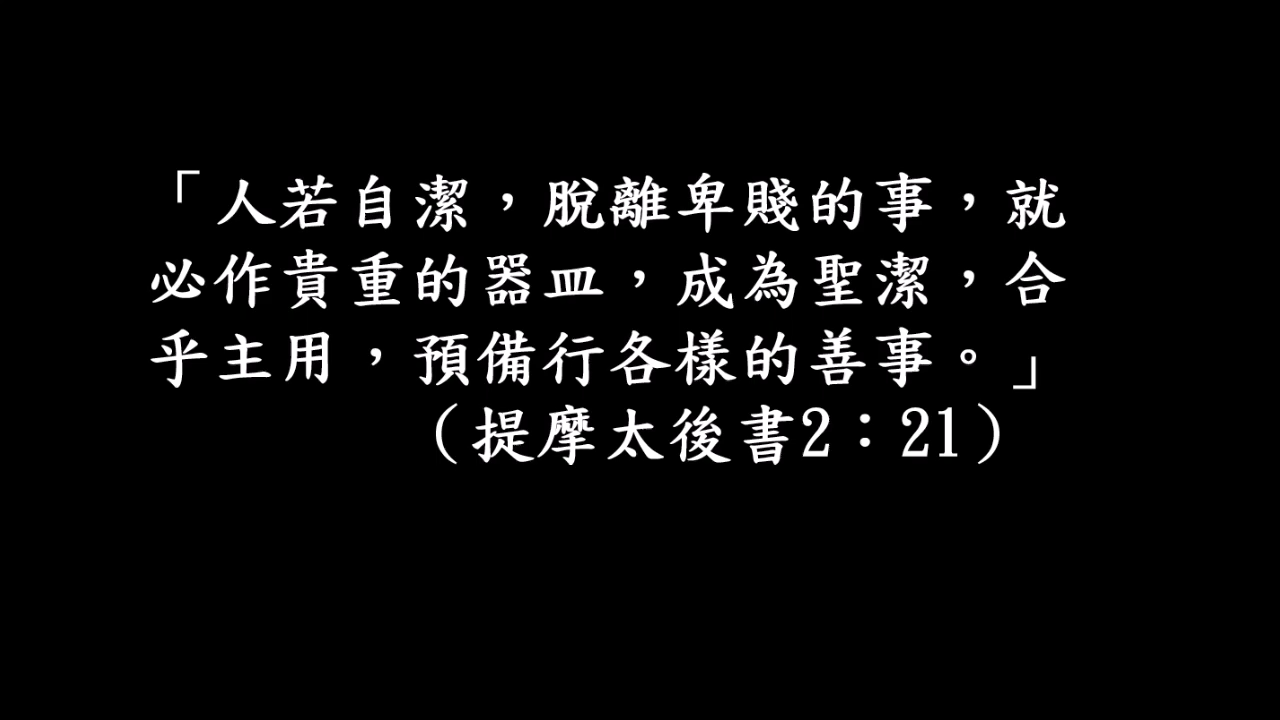 「人若自潔，脫離卑賤的事，就
必作貴重的器皿，成為聖潔，合
乎主用，預備行各樣的善事。」
（提摩太後書2：21）